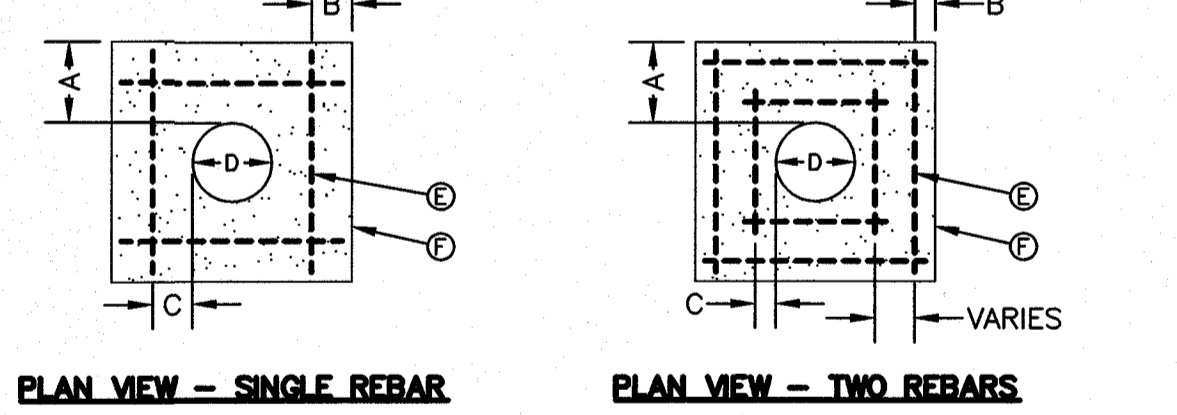 B
B
A
A
D
D
E
E
F
F
C
C
VARIES
PLAN VIEW – SINGLE REBAR
PLAN VIEW – TWO REBARS